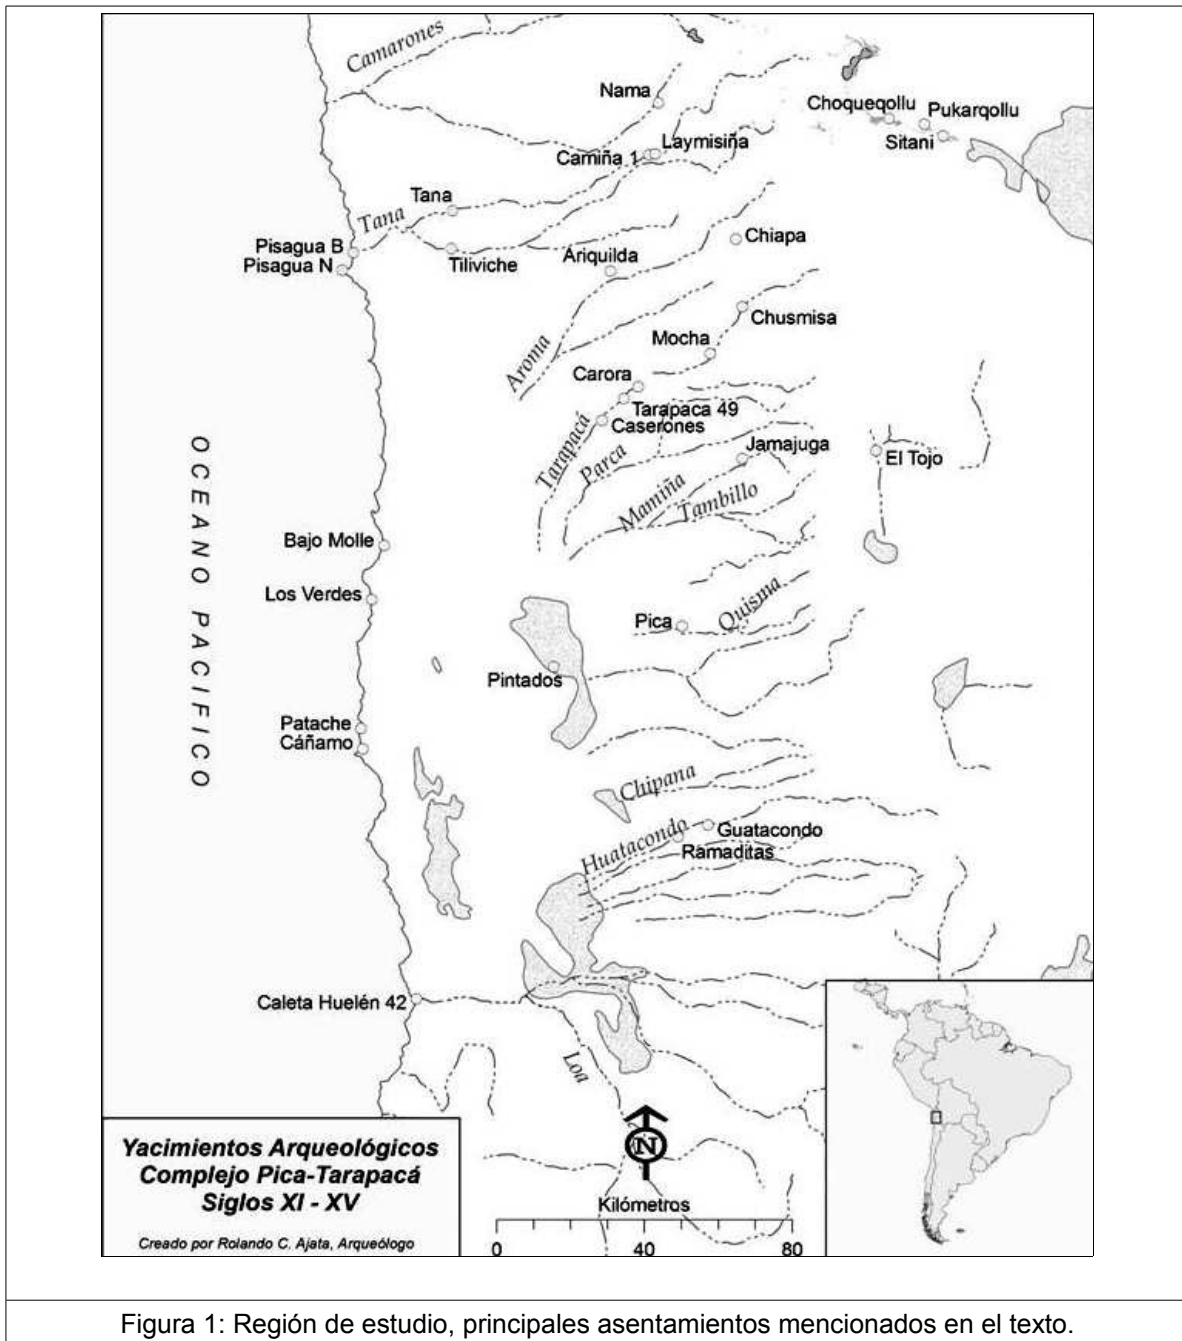 Camarones
Nama
Choqueqollu
Pukarqollu
Sitani
Camiña 1
Laymisiña
Tana
Tana
Pisagua B
Pisagua N
Tiliviche
Ariquilda
Chiapa
Chusmisa
Mocha
Aroma
Carora
Tarapaca 49
Caserones
Tarapacá
Parca
Jamajuga
El Tojo
Mamiña
Tambillo
OCEANO PACIFICO
Bajo Molle
Los Verdes
Quisma
Pica
Pintados
Patache
Cáñamo
Chipana
Huatacondo
Guatacondo
Ramaditas
Caleta Huelén 42
Loa
N
Kilómetros
0 40 80
Yacimientos Arqueológicos
Complejo Pica-Tarapacá
Siglos XI - XV
Creado por Rolando C. Ajata, Arqueólogo
Figura 1: Región de estudio, principales asentamientos mencionados en el texto.